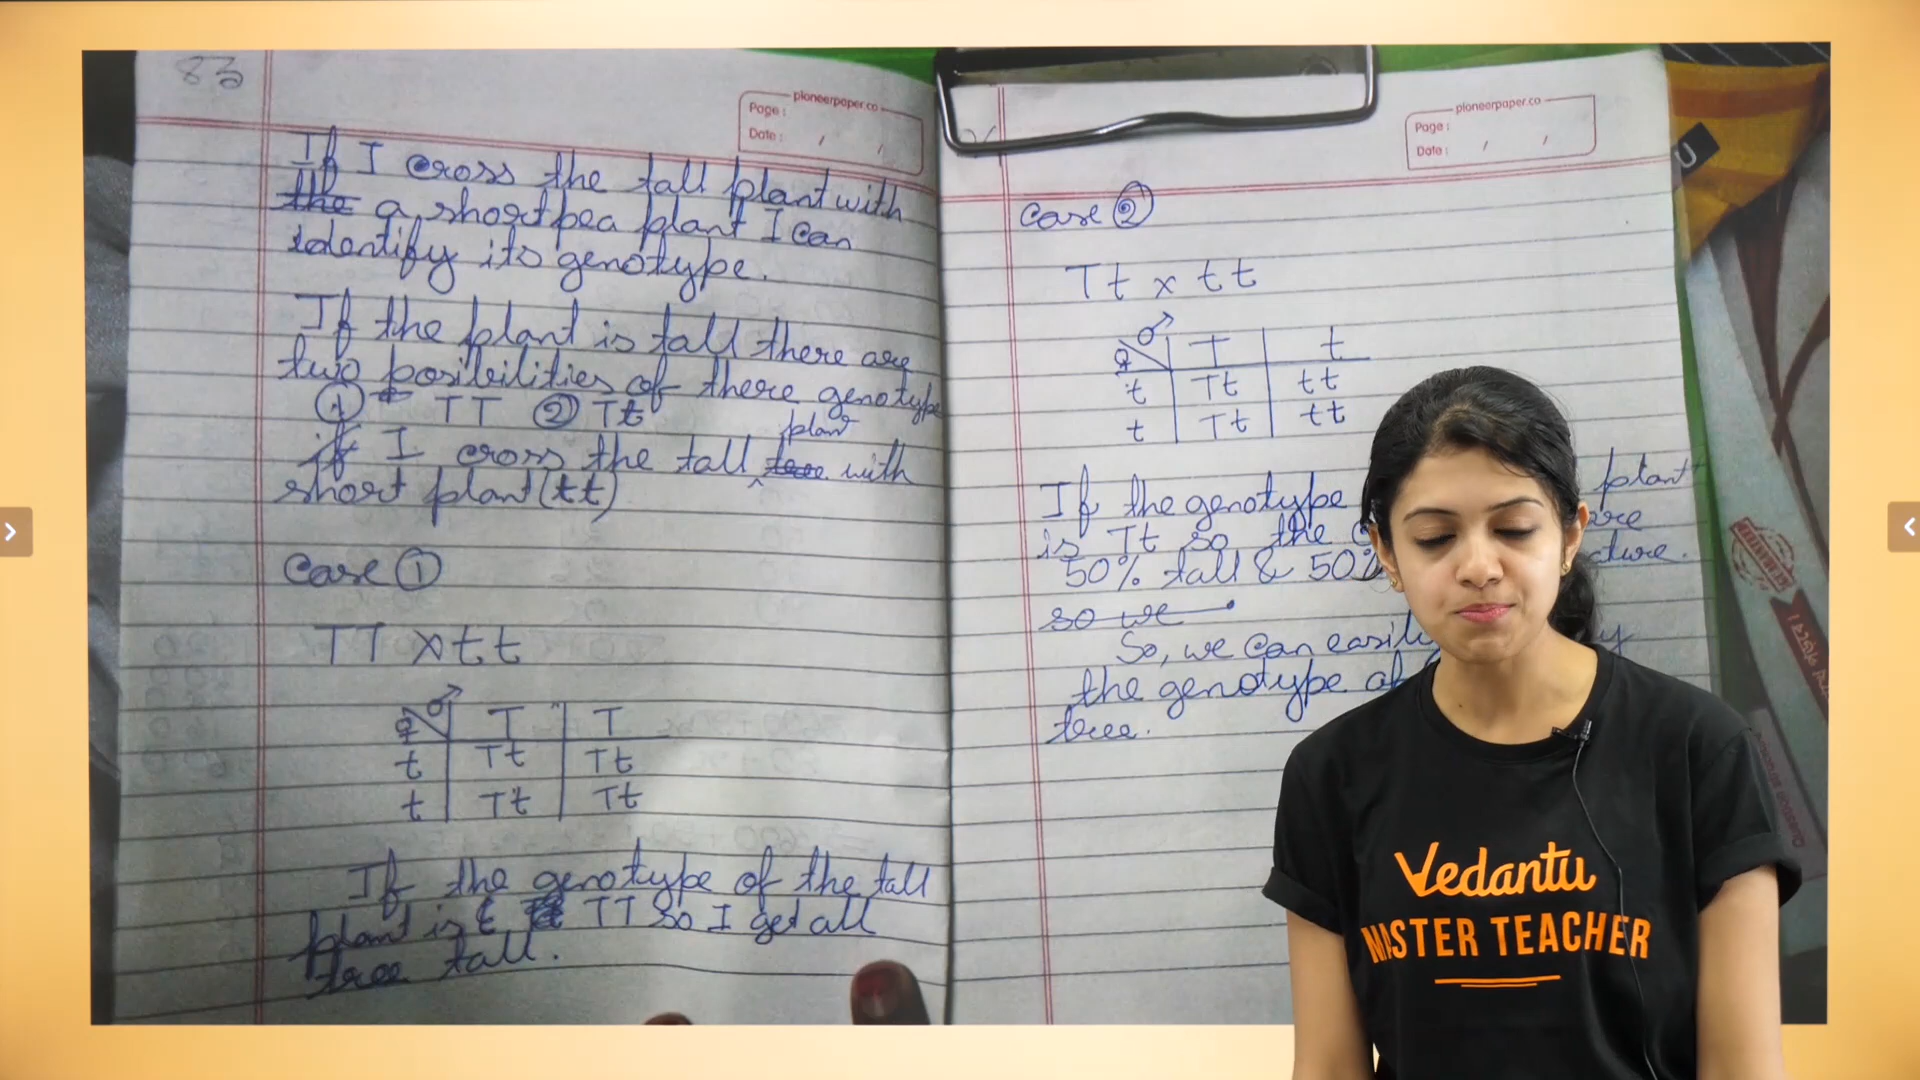 83
pioneerpaper.co
Page :
Date : / /
If I cross the tall plant with
the a short pea plant I can
identify its genotype.
If the plant is tall there are
two posibilities of there genotype
① TT ② Tt
plant
if I cross the tall tree with
short plant (tt)
Case ①
TT x tt
♀ ♂ T T
t Tt Tt
t Tt Tt
If the genotype of the tall
plant is TT so I get all
tree tall.
pioneerpaper.co
Page :
Date : / /
Case ②
Tt x tt
♀ ♂ T t
t Tt tt
t Tt tt
If the genotype plant
is Tt so the
50% tall & 50%
so we
So, we can easily
the genotype of
tree.
U
Vedantu
MASTER TEACHER